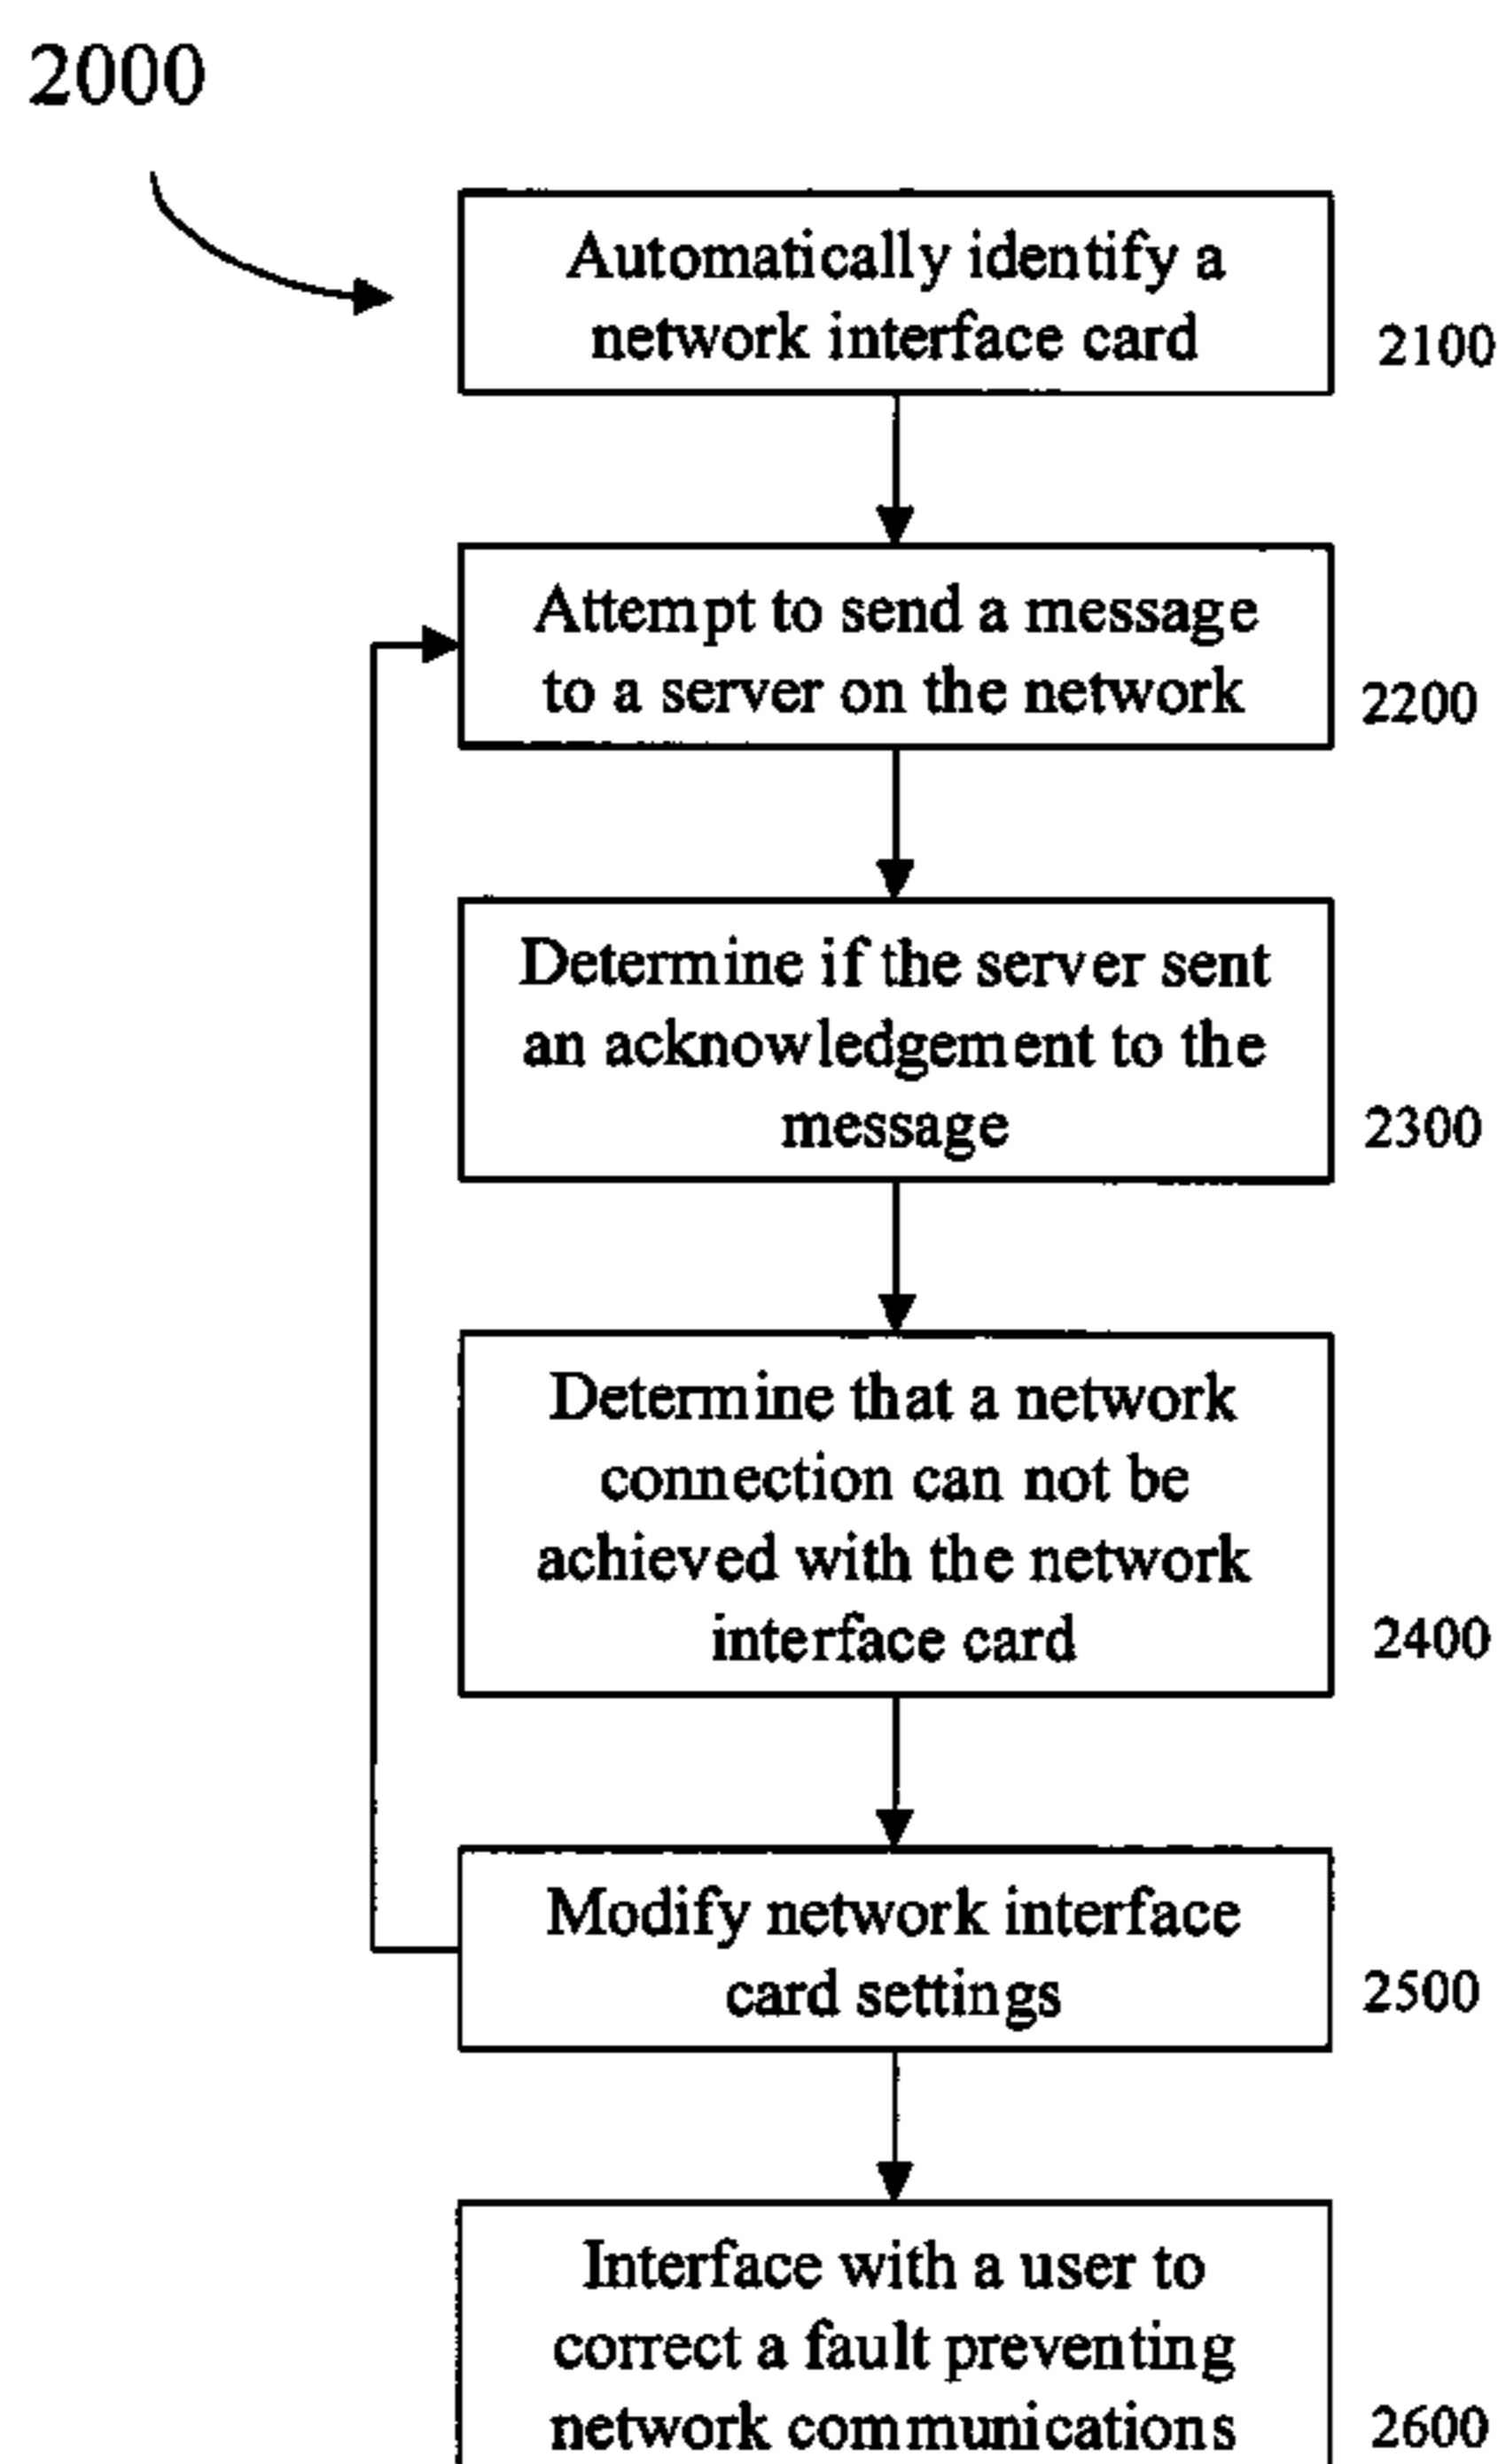 2000
Automatically identify a
network interface card
2100
Attempt to send a message
to a server on the network
2200
Determine if the server sent
an acknowledgement to the
message
2300
Determine that a network
connection can not be
achieved with the network
interface card
2400
Modify network interface
card settings
2500
Interface with a user to
correct a fault preventing
network communications
2600